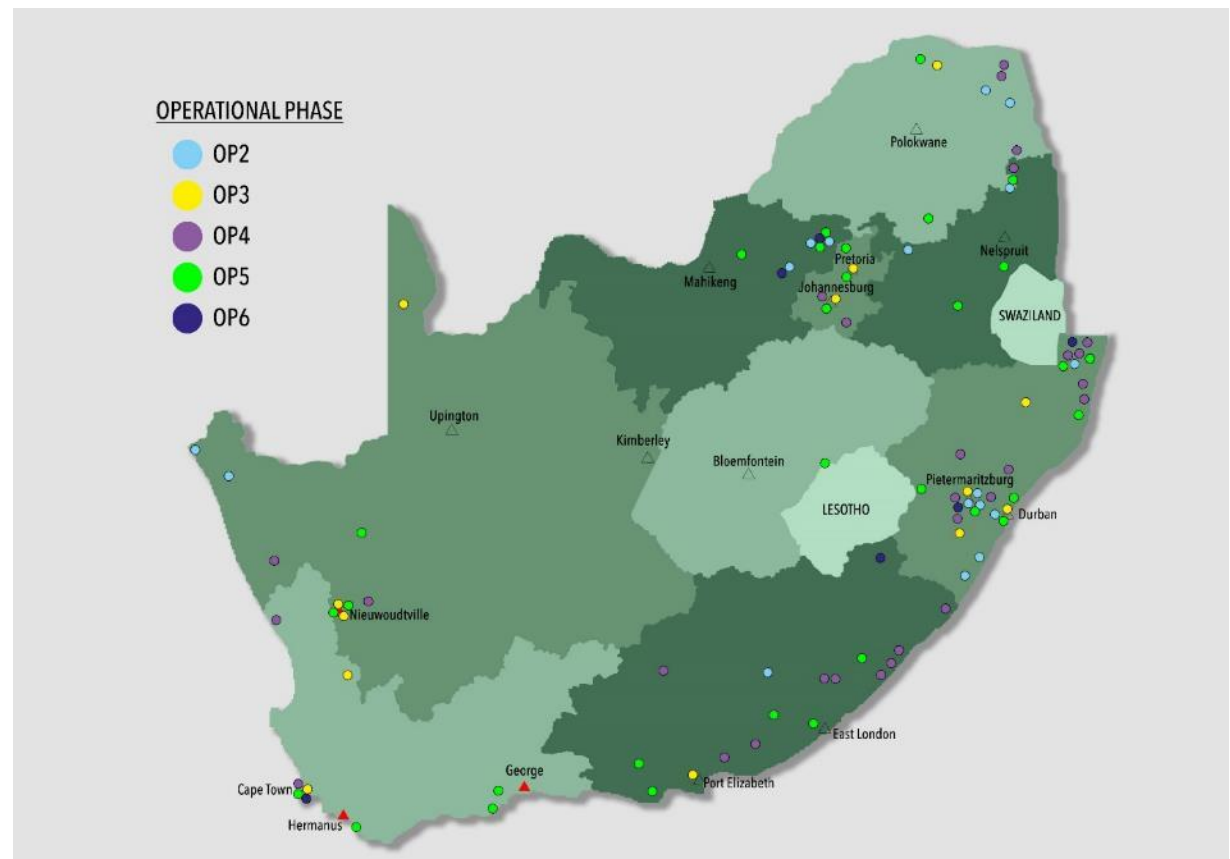 OPERATIONAL PHASE
OP2
OP3
OP4
OP5
OP6
Polokwane
Nelspruit
Pretoria
Mahikeng
Johannesburg
SWAZILAND
Upington
Kimberley
Bloemfontein
Pietermaritzburg
LESOTHO
Durban
Nieuwoudtville
East London
George
Port Elizabeth
Cape Town
Hermanus